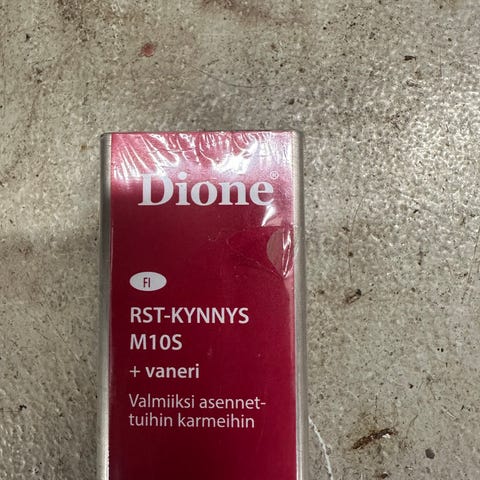 Dione®
FI
RST-KYNNYS
M10S
+ vaneri
Valmiiksi asennet-
tuihin karmeihin